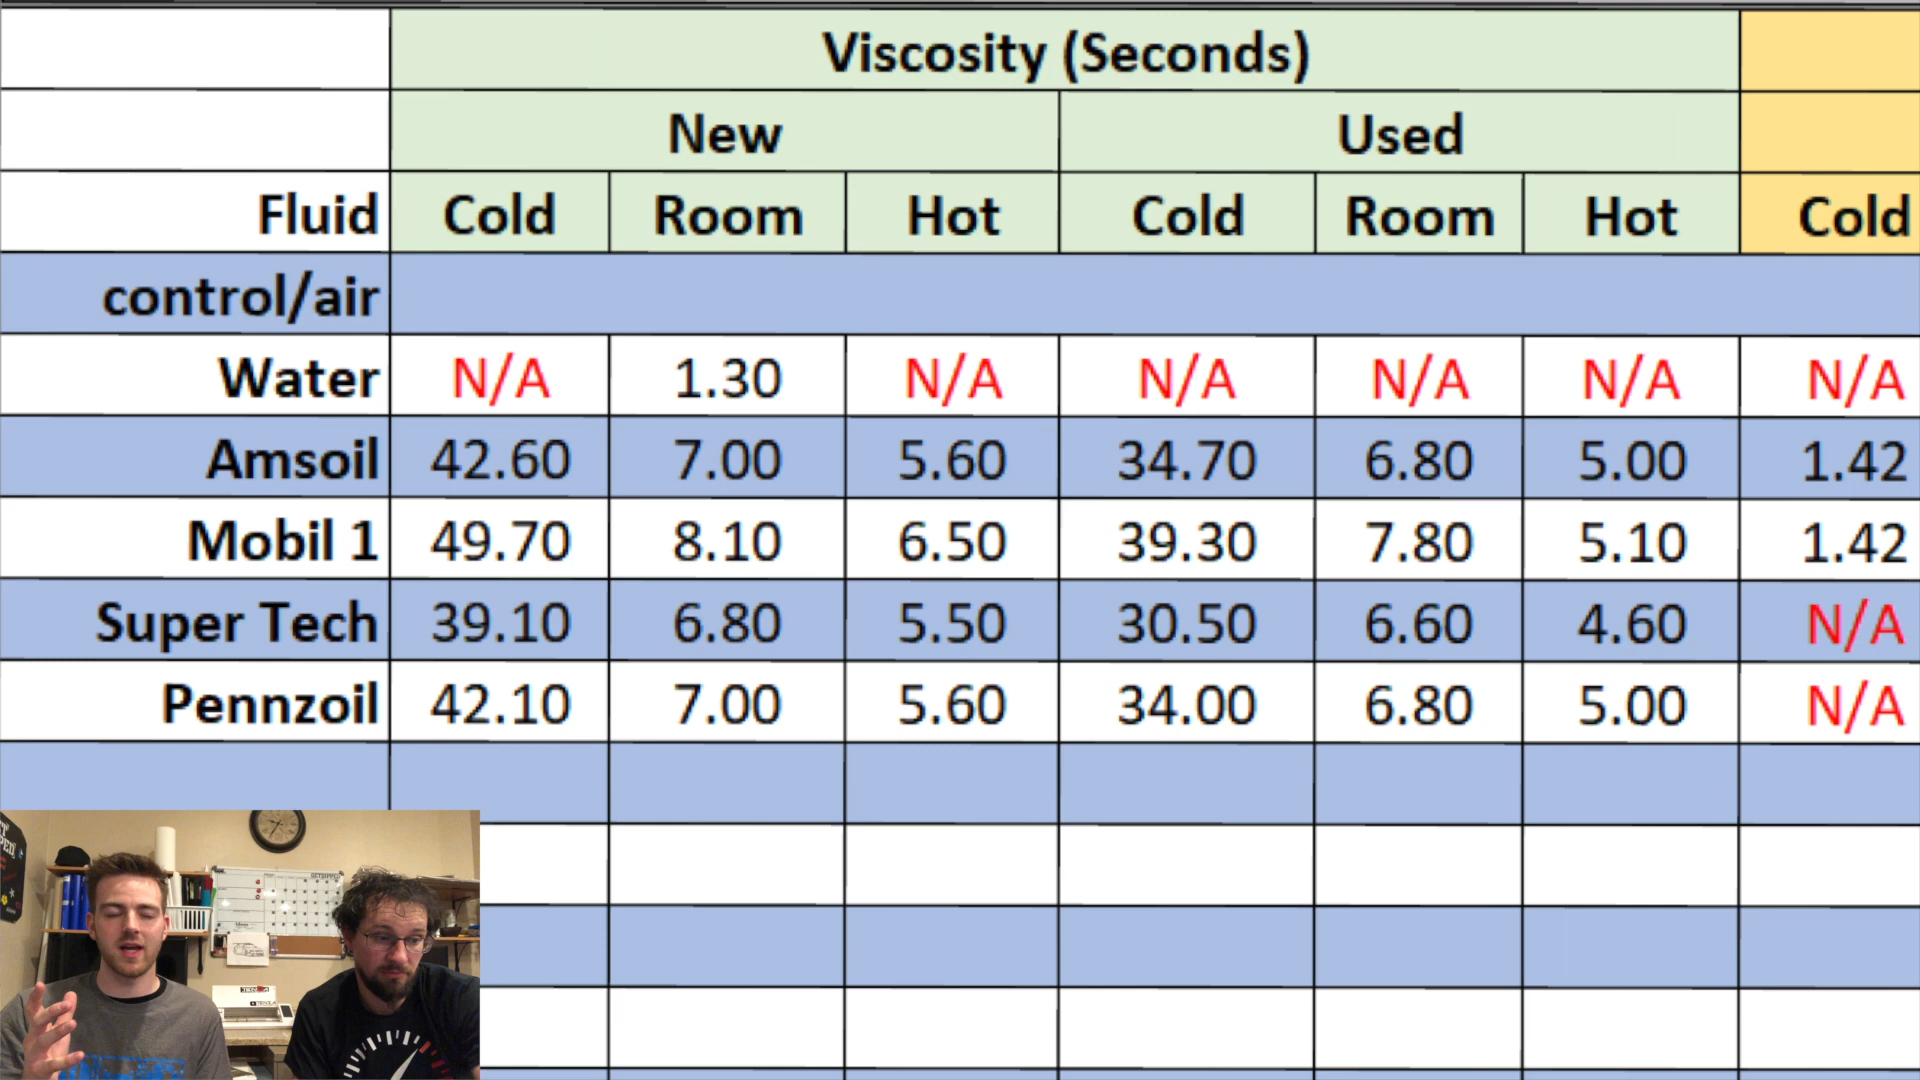 Viscosity (Seconds)
New Used
Fluid Cold Room Hot Cold Room Hot Cold
control/air
Water N/A 1.30 N/A N/A N/A N/A N/A
Amsoil 42.60 7.00 5.60 34.70 6.80 5.00 1.42
Mobil 1 49.70 8.10 6.50 39.30 7.80 5.10 1.42
Super Tech 39.10 6.80 5.50 30.50 6.60 4.60 N/A
Pennzoil 42.10 7.00 5.60 34.00 6.80 5.00 N/A